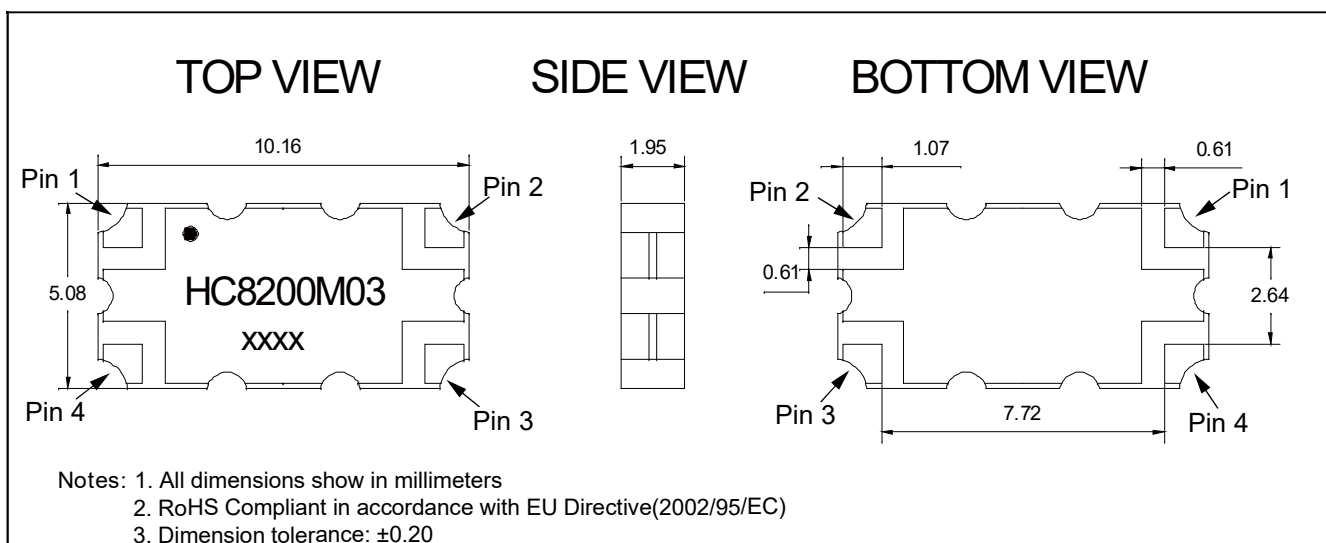 TOP VIEW
SIDE VIEW
BOTTOM VIEW
10.16
1.95
1.07
0.61
Pin 1
Pin 2
Pin 2
Pin 1
5.08
HC8200M03
xxxx
0.61
2.64
Pin 4
Pin 3
Pin 3
7.72
Pin 4
Notes: 1. All dimensions show in millimeters
2. RoHS Compliant in accordance with EU Directive(2002/95/EC)
3. Dimension tolerance: ±0.20